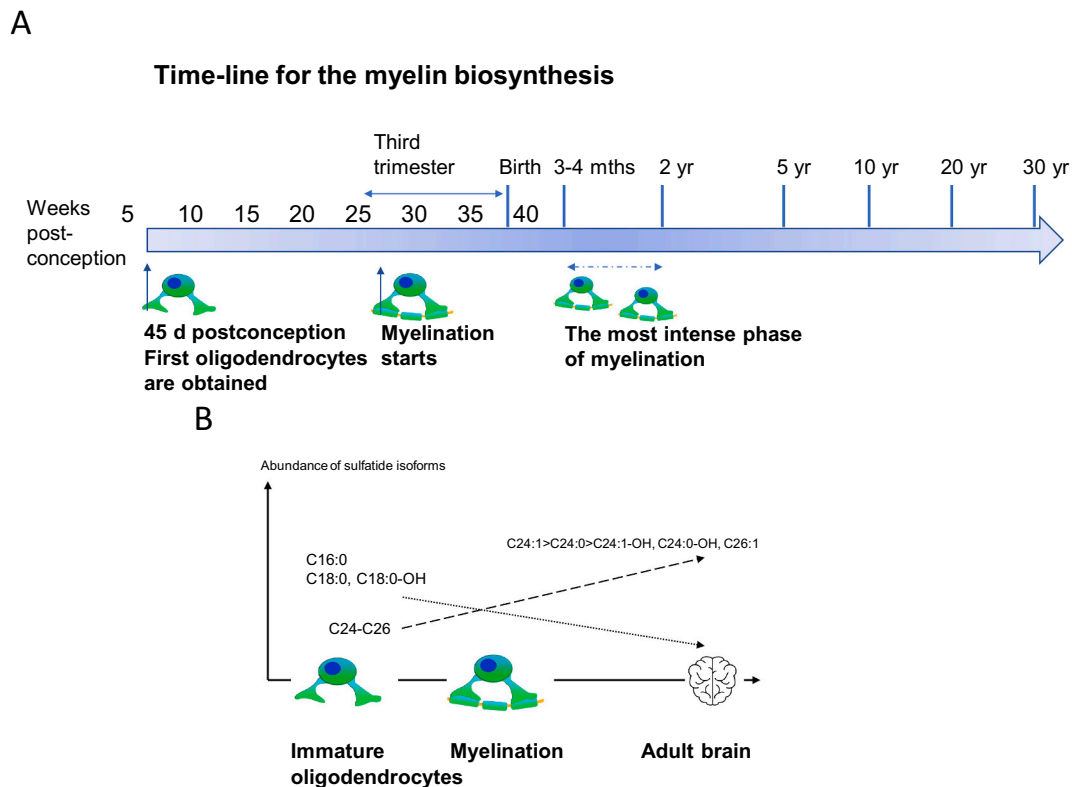 A
Time-line for the myelin biosynthesis
Third
trimester
Birth 3-4 mths 2 yr 5 yr 10 yr 20 yr 30 yr
Weeks
post-
conception
5 10 15 20 25 30 35 40
45 d postconception
First oligodendrocytes
are obtained
Myelination
starts
The most intense phase
of myelination
B
Abundance of sulfatide isoforms
C24:1>C24:0>C24:1-OH, C24:0-OH, C26:1
C16:0
C18:0, C18:0-OH
C24-C26
Immature
oligodendrocytes
Myelination
Adult brain